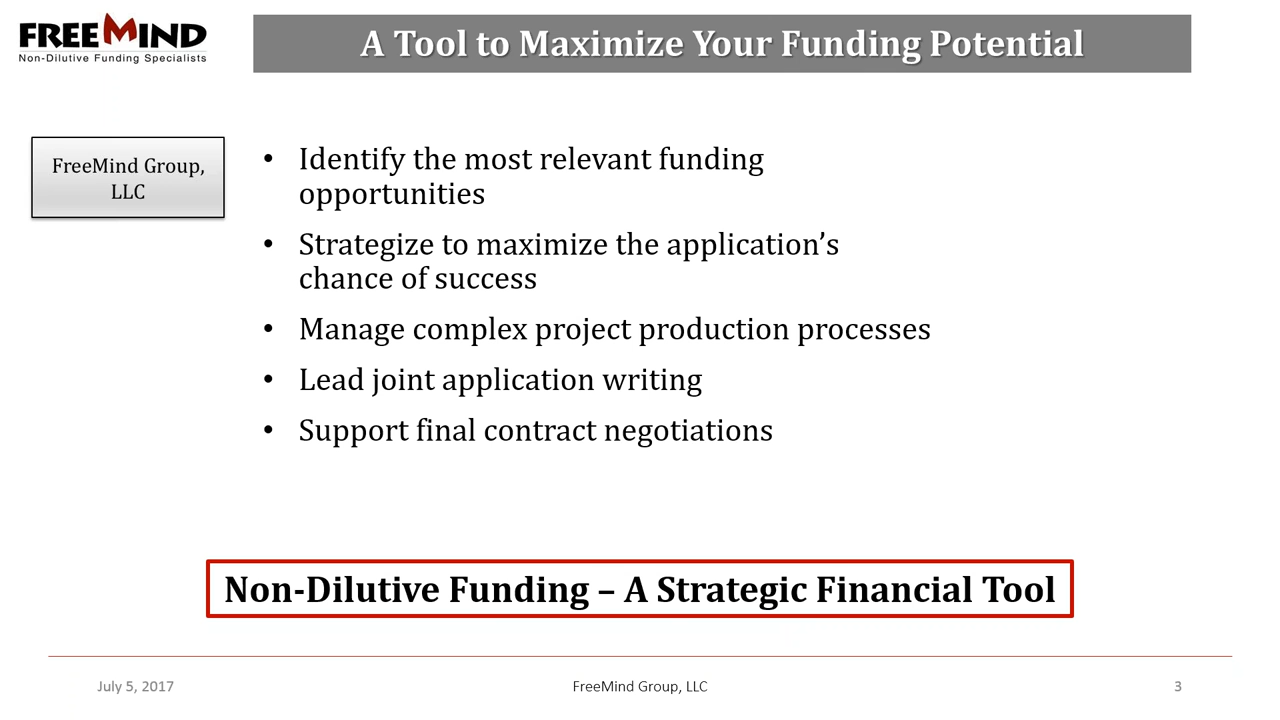 FREEMIND
Non-Dilutive Funding Specialists
A Tool to Maximize Your Funding Potential
FreeMind Group,
LLC
• Identify the most relevant funding
opportunities
• Strategize to maximize the application’s
chance of success
• Manage complex project production processes
• Lead joint application writing
• Support final contract negotiations
Non-Dilutive Funding – A Strategic Financial Tool
July 5, 2017
FreeMind Group, LLC
3